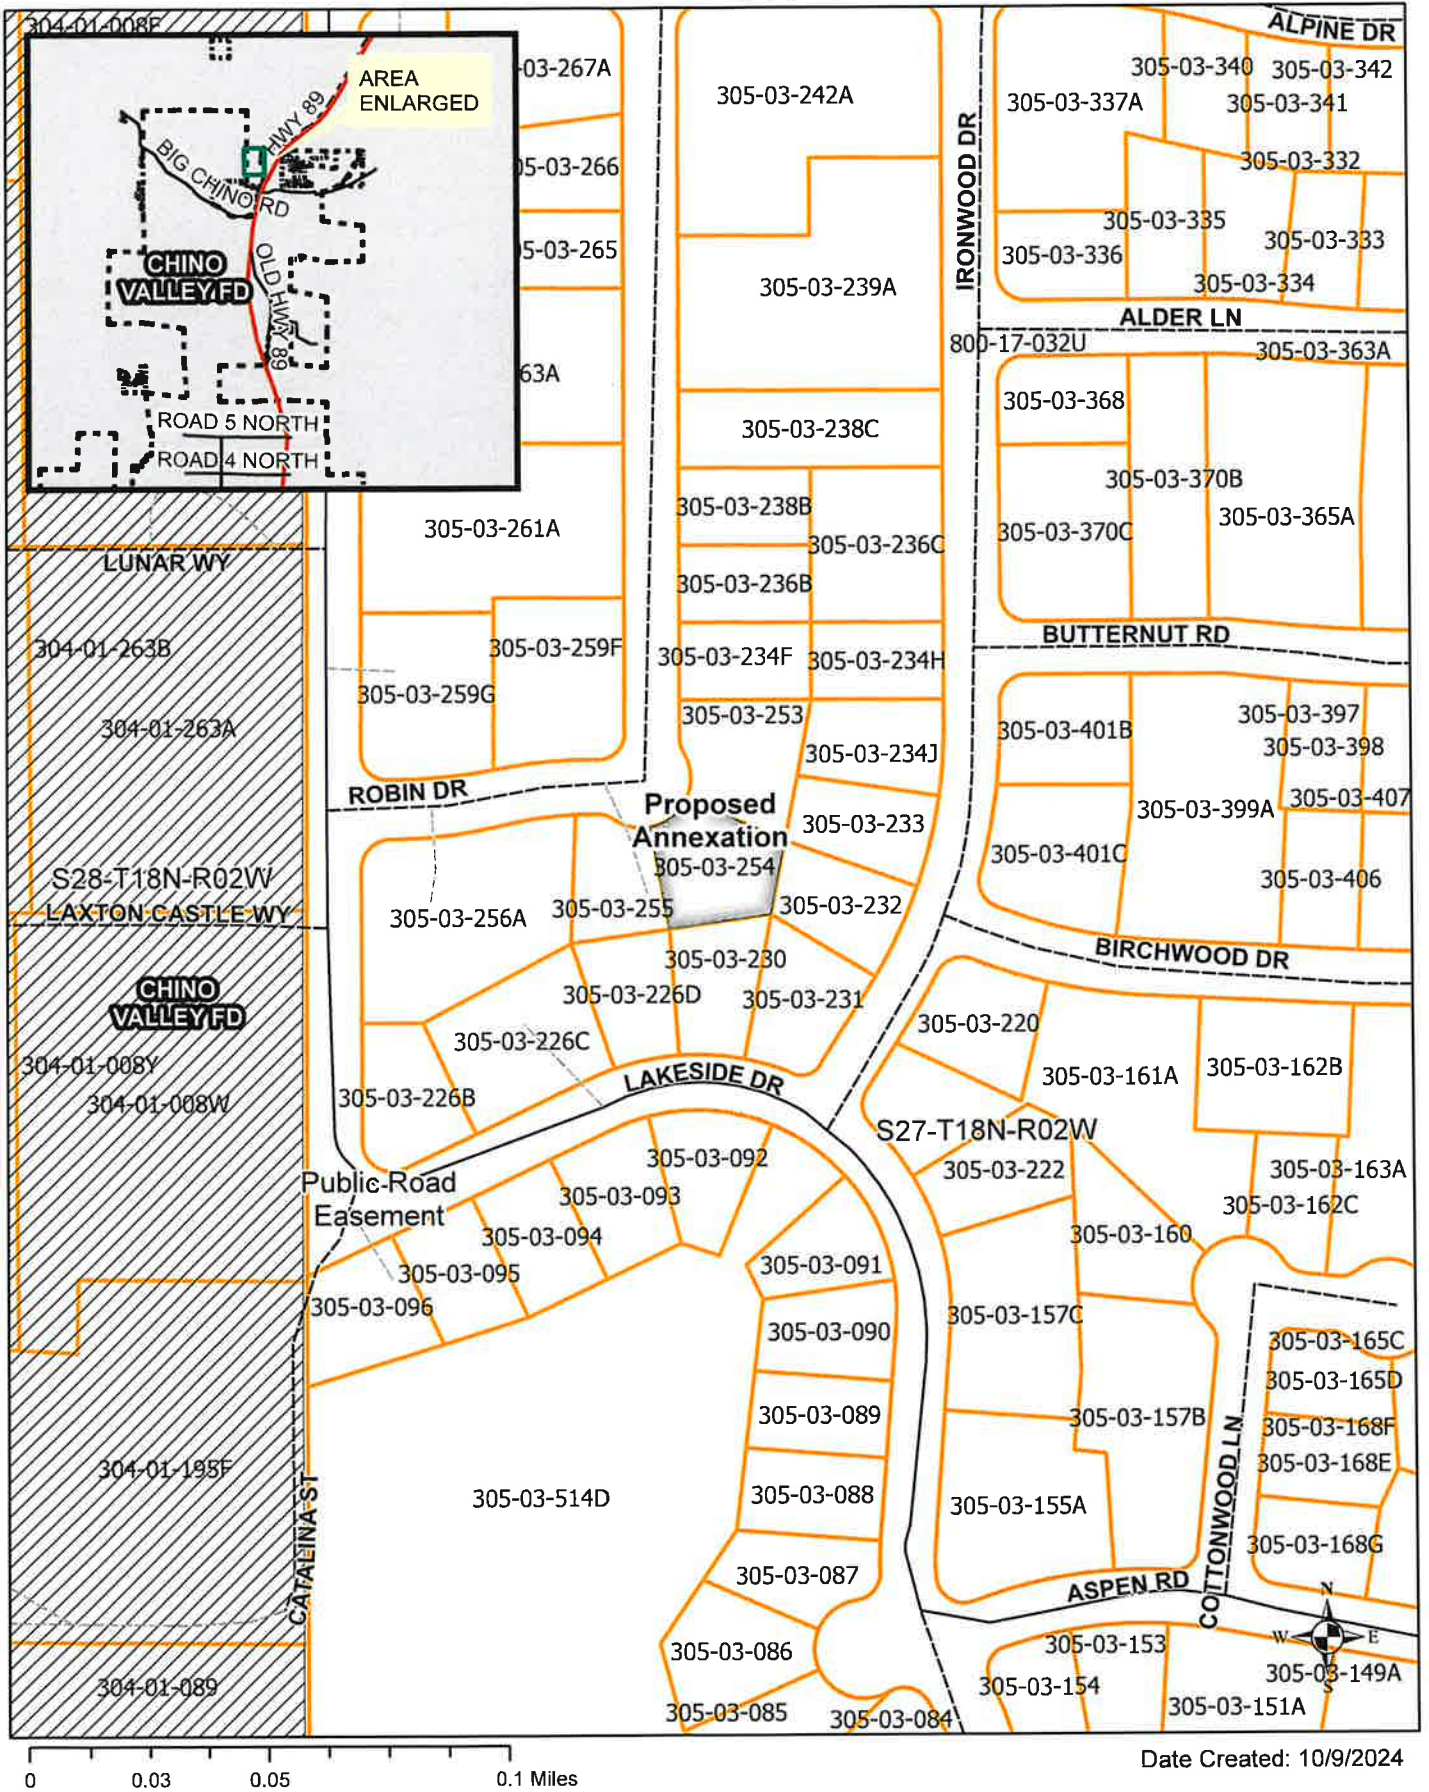 304-01-008F
AREA
ENLARGED
HWY 89
BIG CHINO RD
OLD HWY 89
CHINO
VALLEY FD
ROAD 5 NORTH
ROAD 4 NORTH
-03-267A
05-03-266
05-03-265
63A
305-03-261A
305-03-259F
305-03-259G
305-03-242A
305-03-239A
305-03-238C
305-03-238B
305-03-236C
305-03-236B
305-03-234F
305-03-234H
305-03-253
305-03-234J
305-03-233
305-03-232
IRONWOOD DR
ALPINE DR
305-03-340
305-03-342
305-03-337A
305-03-341
305-03-332
305-03-335
305-03-336
305-03-333
305-03-334
ALDER LN
800-17-032U
305-03-363A
305-03-368
305-03-370B
305-03-370C
305-03-365A
BUTTERNUT RD
305-03-401B
305-03-397
305-03-398
305-03-407
305-03-399A
305-03-401C
305-03-406
BIRCHWOOD DR
LUNAR WY
304-01-263B
304-01-263A
S28-T18N-R02W
LAXTON CASTLE WY
CHINO
VALLEY FD
304-01-008Y
304-01-008W
304-01-195F
304-01-089
CATALINA ST
ROBIN DR
Proposed
Annexation
305-03-254
305-03-255
305-03-256A
305-03-230
305-03-226D
305-03-231
305-03-226C
305-03-226B
LAKESIDE DR
Public Road
Easement
305-03-092
305-03-093
305-03-094
305-03-095
305-03-096
305-03-091
305-03-090
305-03-089
305-03-088
305-03-087
305-03-086
305-03-085
305-03-084
305-03-514D
305-03-220
305-03-161A
305-03-162B
S27-T18N-R02W
305-03-222
305-03-163A
305-03-162C
305-03-160
305-03-157C
305-03-157B
305-03-155A
305-03-165C
305-03-165D
305-03-168F
305-03-168E
305-03-168G
COTTONWOOD LN
ASPEN RD
305-03-153
305-03-154
305-03-151A
305-03-149A
N
W E
S
0 0.03 0.05 0.1 Miles
Date Created: 10/9/2024